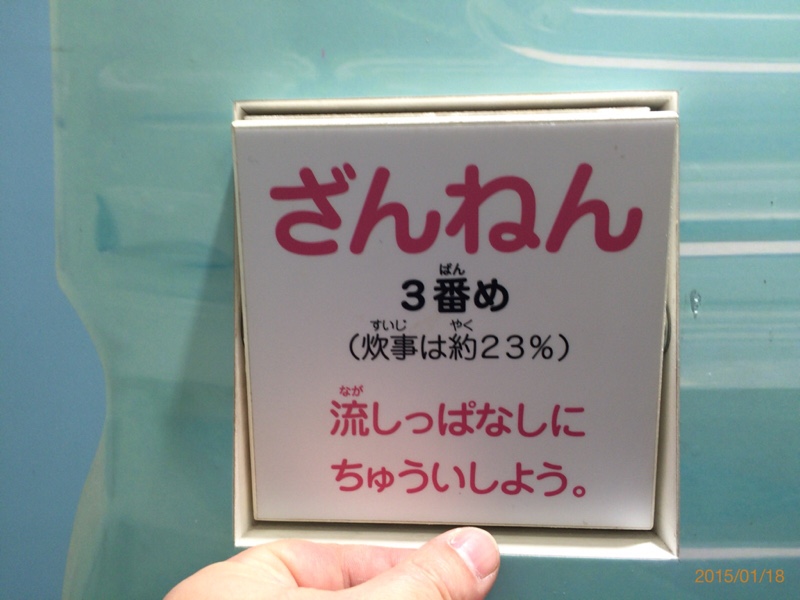 ざんねん
ばん
3番め
すいじ やく
(炊事は約23%)
なが
流しっぱなしに
ちゅういしよう。
2015/01/18